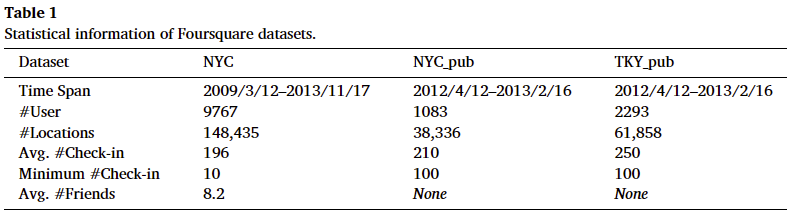 Table 1
Statistical information of Foursquare datasets.
Dataset NYC NYC_pub TKY_pub
Time Span 2009/3/12–2013/11/17 2012/4/12–2013/2/16 2012/4/12–2013/2/16
#User 9767 1083 2293
#Locations 148,435 38,336 61,858
Avg. #Check-in 196 210 250
Minimum #Check-in 10 100 100
Avg. #Friends 8.2 None None